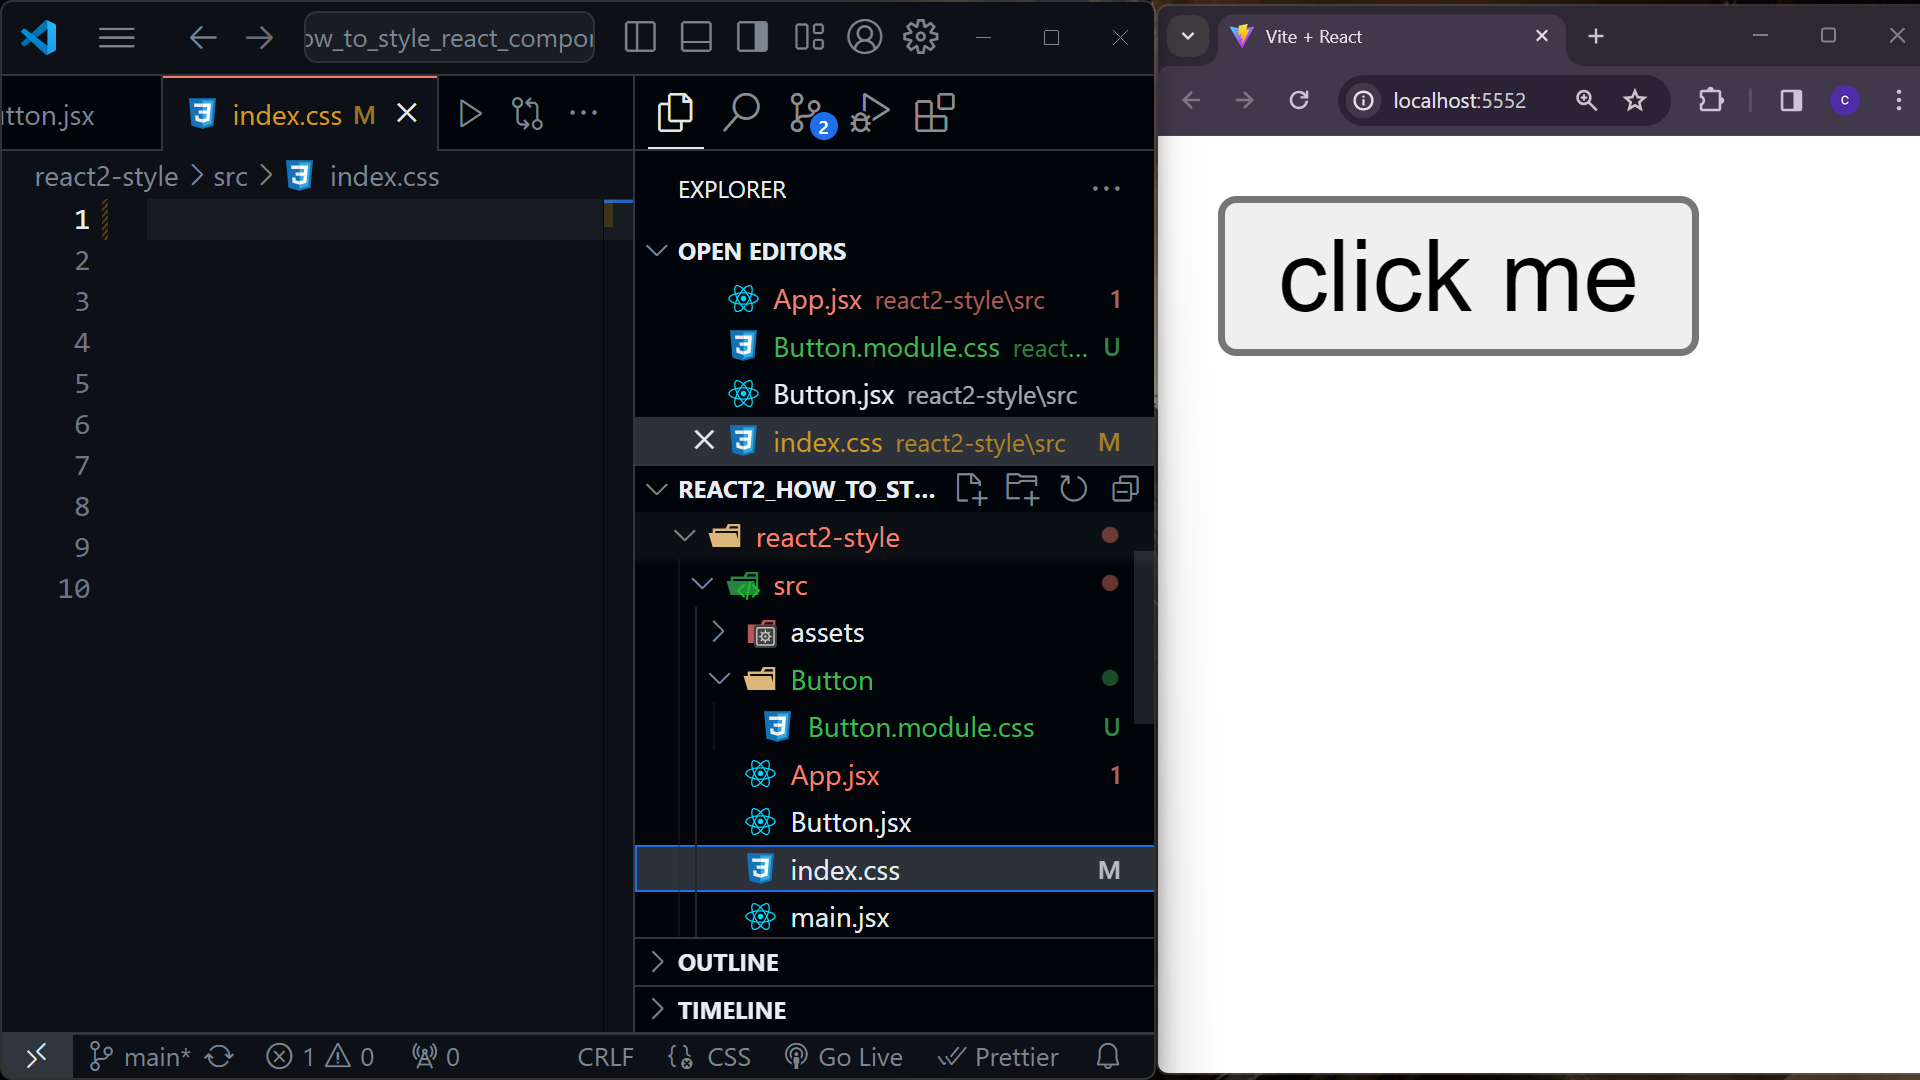 ow_to_style_react_compor
tton.jsx
index.css M
react2-style > src > index.css
1
2
3
4
5
6
7
8
9
10
2
EXPLORER
OPEN EDITORS
App.jsx react2-style\src 1
Button.module.css react... U
Button.jsx react2-style\src
index.css react2-style\src M
REACT2_HOW_TO_ST...
react2-style
src
assets
Button
Button.module.css U
App.jsx 1
Button.jsx
index.css M
main.jsx
OUTLINE
TIMELINE
main* 1 0 0 CRLF CSS Go Live Prettier
Vite + React
localhost:5552
c
click me